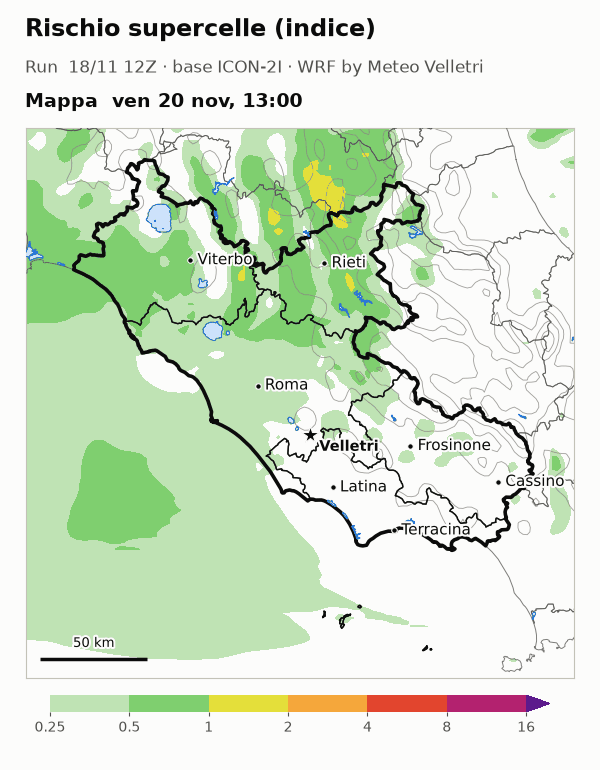 Rischio supercelle (indice)
Run  18/11 12Z · base ICON-2I · WRF by Meteo Velletri
Mappa  ven 20 nov, 13:00
Viterbo
Rieti
Roma
Velletri
Frosinone
Latina
Cassino
Terracina
50 km
0.25 0.5 1 2 4 8 16